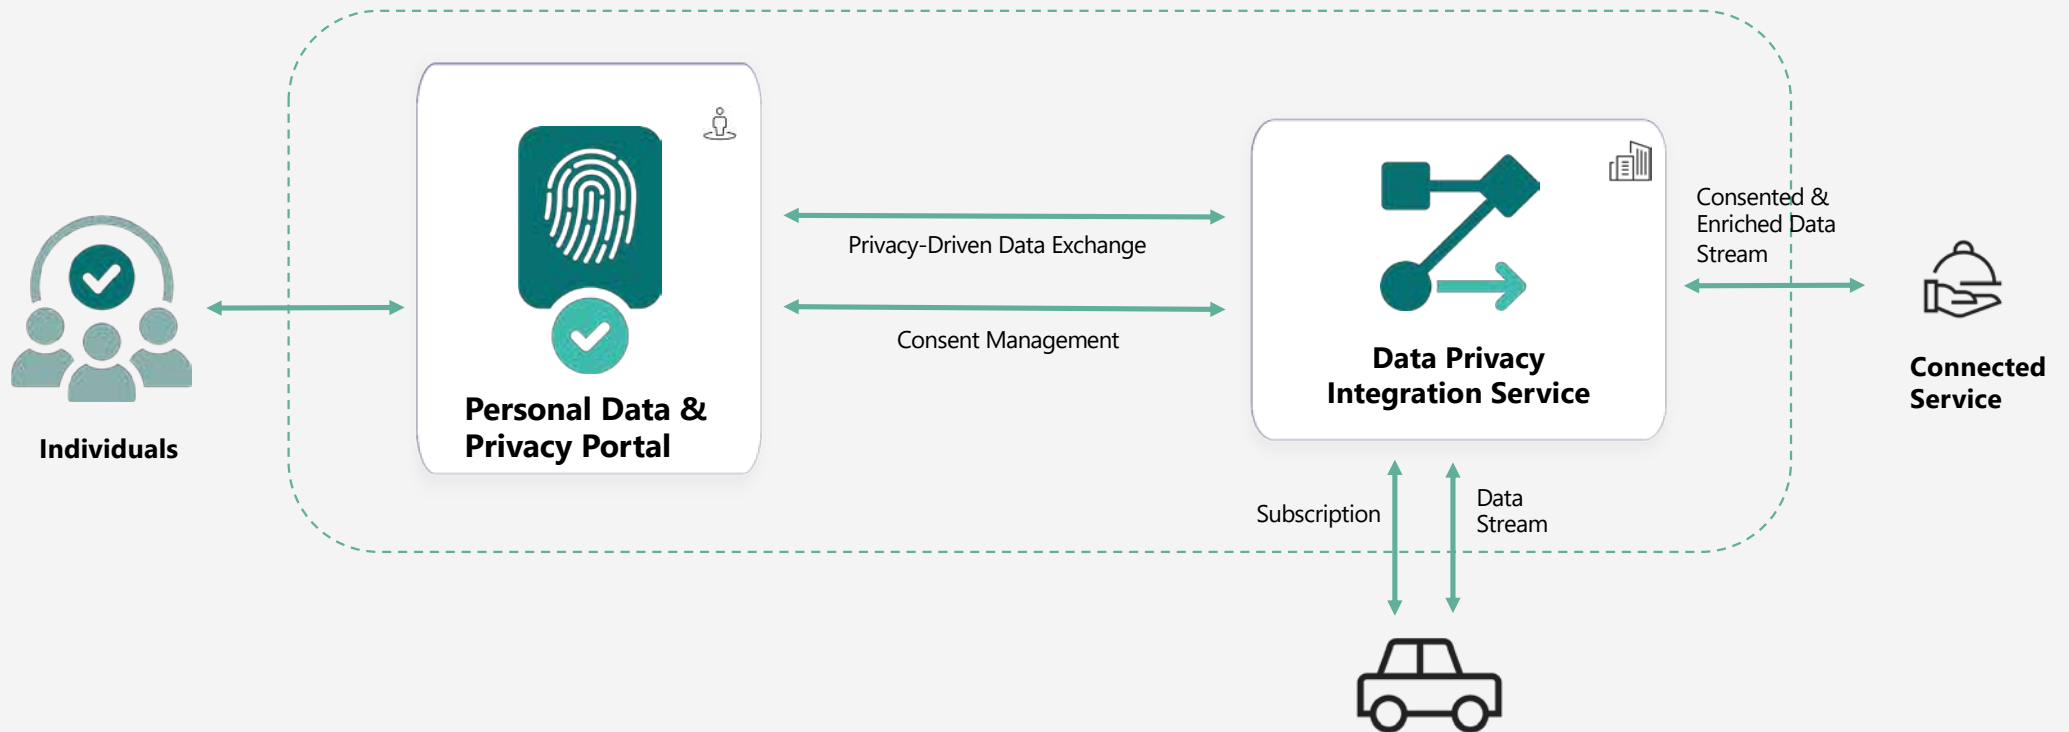 Individuals
Personal Data &
Privacy Portal
Privacy-Driven Data Exchange
Consent Management
Data Privacy
Integration Service
Consented &
Enriched Data
Stream
Connected
Service
Subscription
Data
Stream